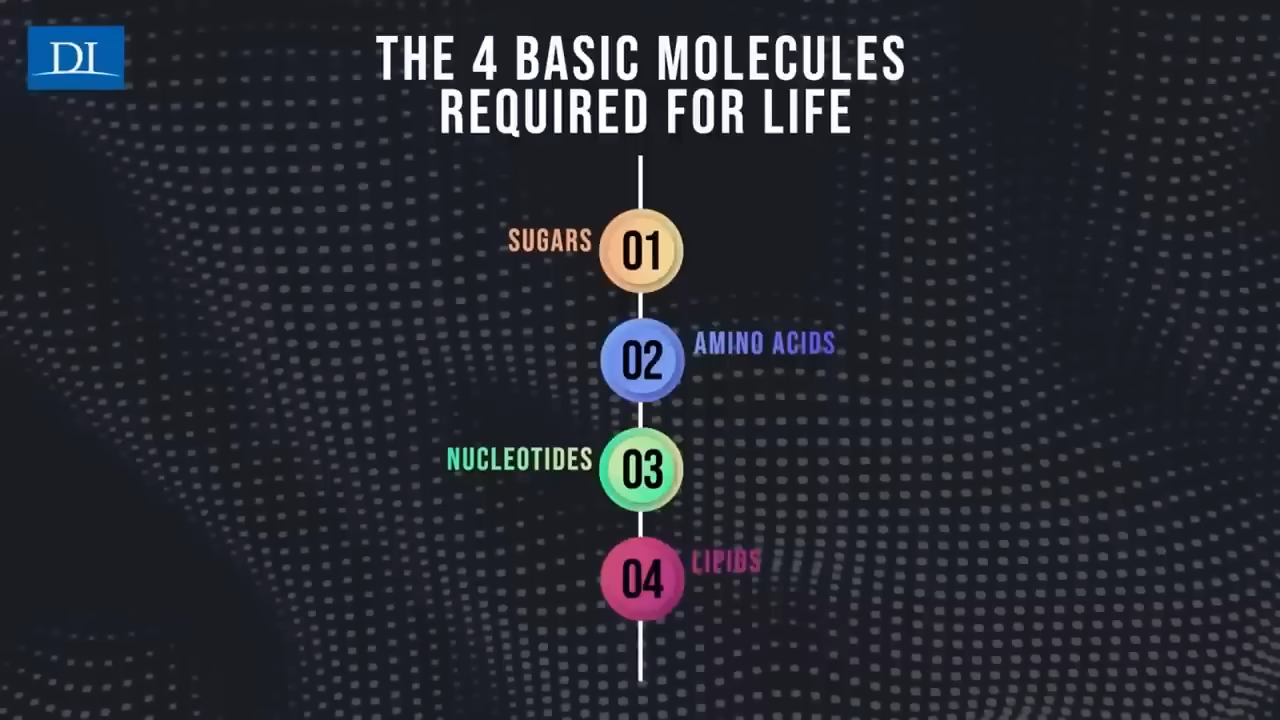 DI
THE 4 BASIC MOLECULES
REQUIRED FOR LIFE
SUGARS 01
02 AMINO ACIDS
NUCLEOTIDES 03
04 LIPIDS